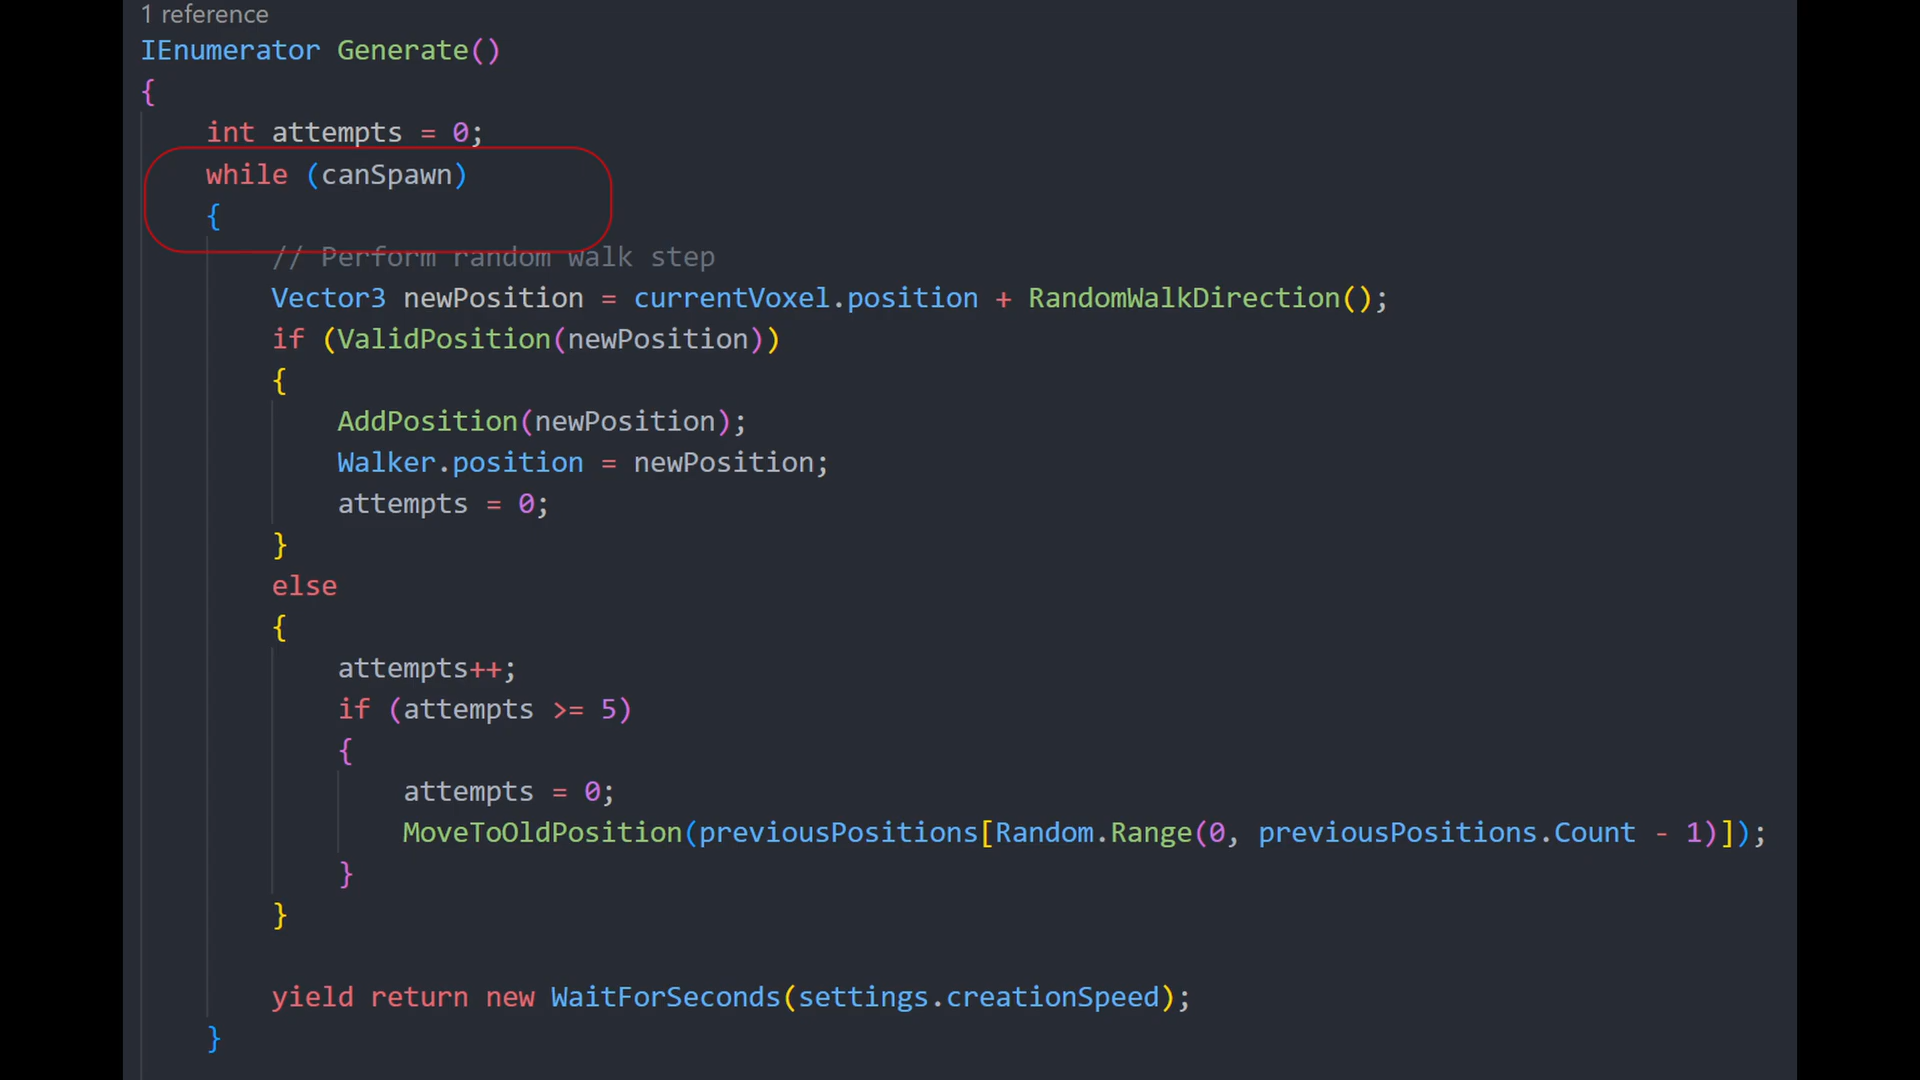 1 reference
IEnumerator Generate()
{
int attempts = 0;
while (canSpawn)
{
// Perform random walk step
Vector3 newPosition = currentVoxel.position + RandomWalkDirection();
if (ValidPosition(newPosition))
{
AddPosition(newPosition);
Walker.position = newPosition;
attempts = 0;
}
else
{
attempts++;
if (attempts >= 5)
{
attempts = 0;
MoveToOldPosition(previousPositions[Random.Range(0, previousPositions.Count - 1)]);
}
}
yield return new WaitForSeconds(settings.creationSpeed);
}